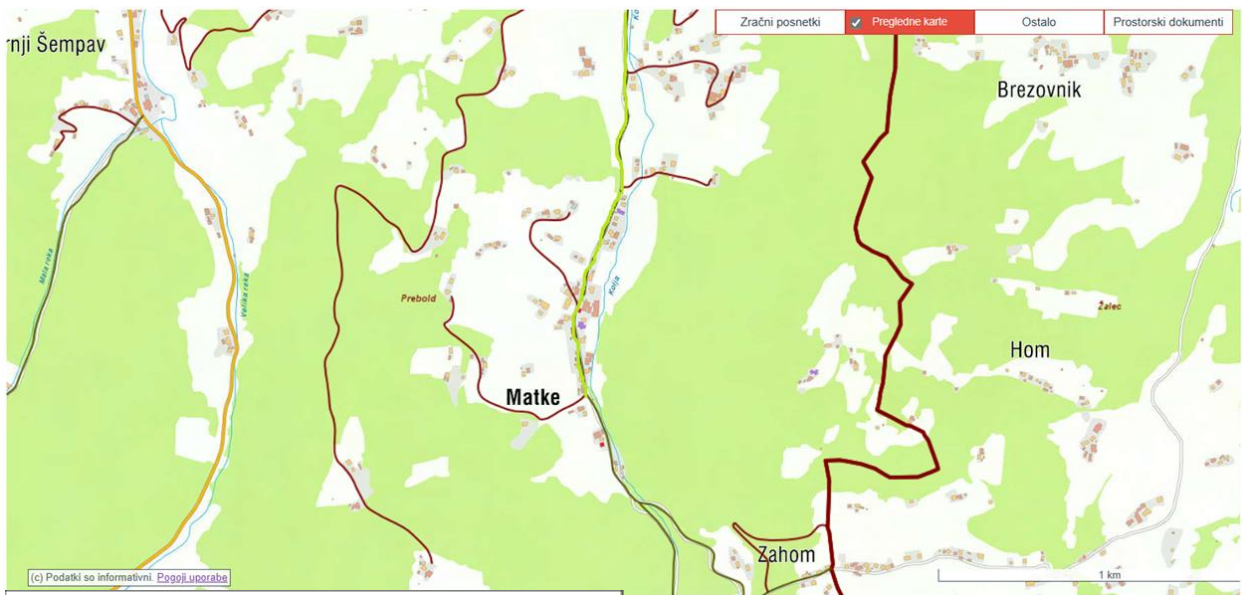 Zračni posnetki
Pregledne karte
Ostalo
Prostorski dokumenti
rnji Šempav
Brezovnik
Mala reka
Velika reka
Kolja
Prebold
Žalec
Hom
Matke
Zahom
(c) Podatki so informativni. Pogoji uporabe
1 km